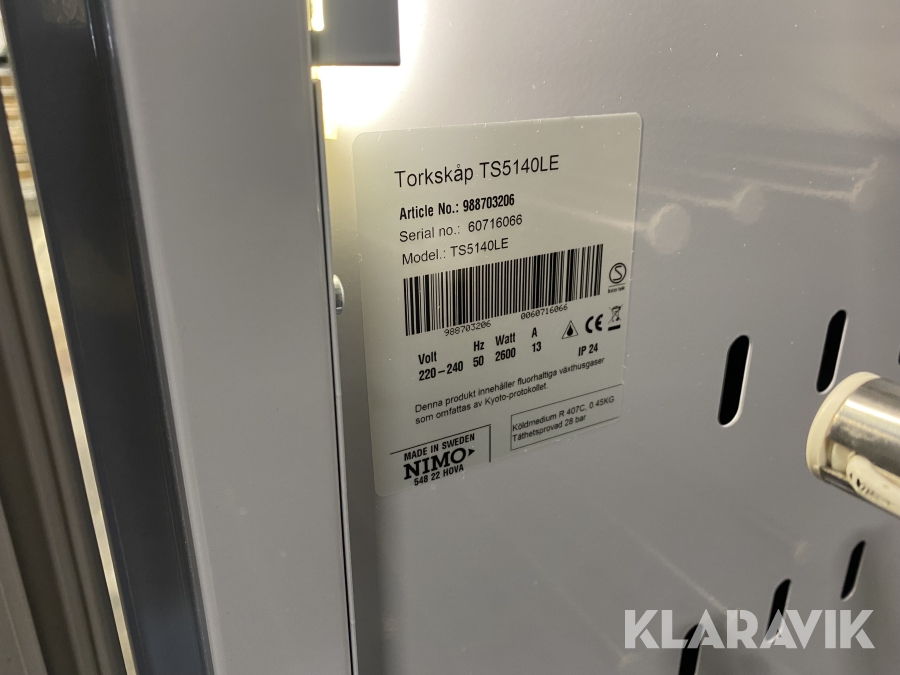 Torkskåp TS5140LE
Article No.: 988703206
Serial no.: 60716066
Model.: TS5140LE
988703206 0060716066
Volt Hz Watt A
220-240 50 2600 13 IP 24
Denna produkt innehåller fluorhaltiga växthusgaser
som omfattas av Kyoto-protokollet.
Köldmedium R 407C, 0.45KG
Täthetsprovad 28 bar
MADE IN SWEDEN
NIMO
548 22 HOVA
KLARAVIK